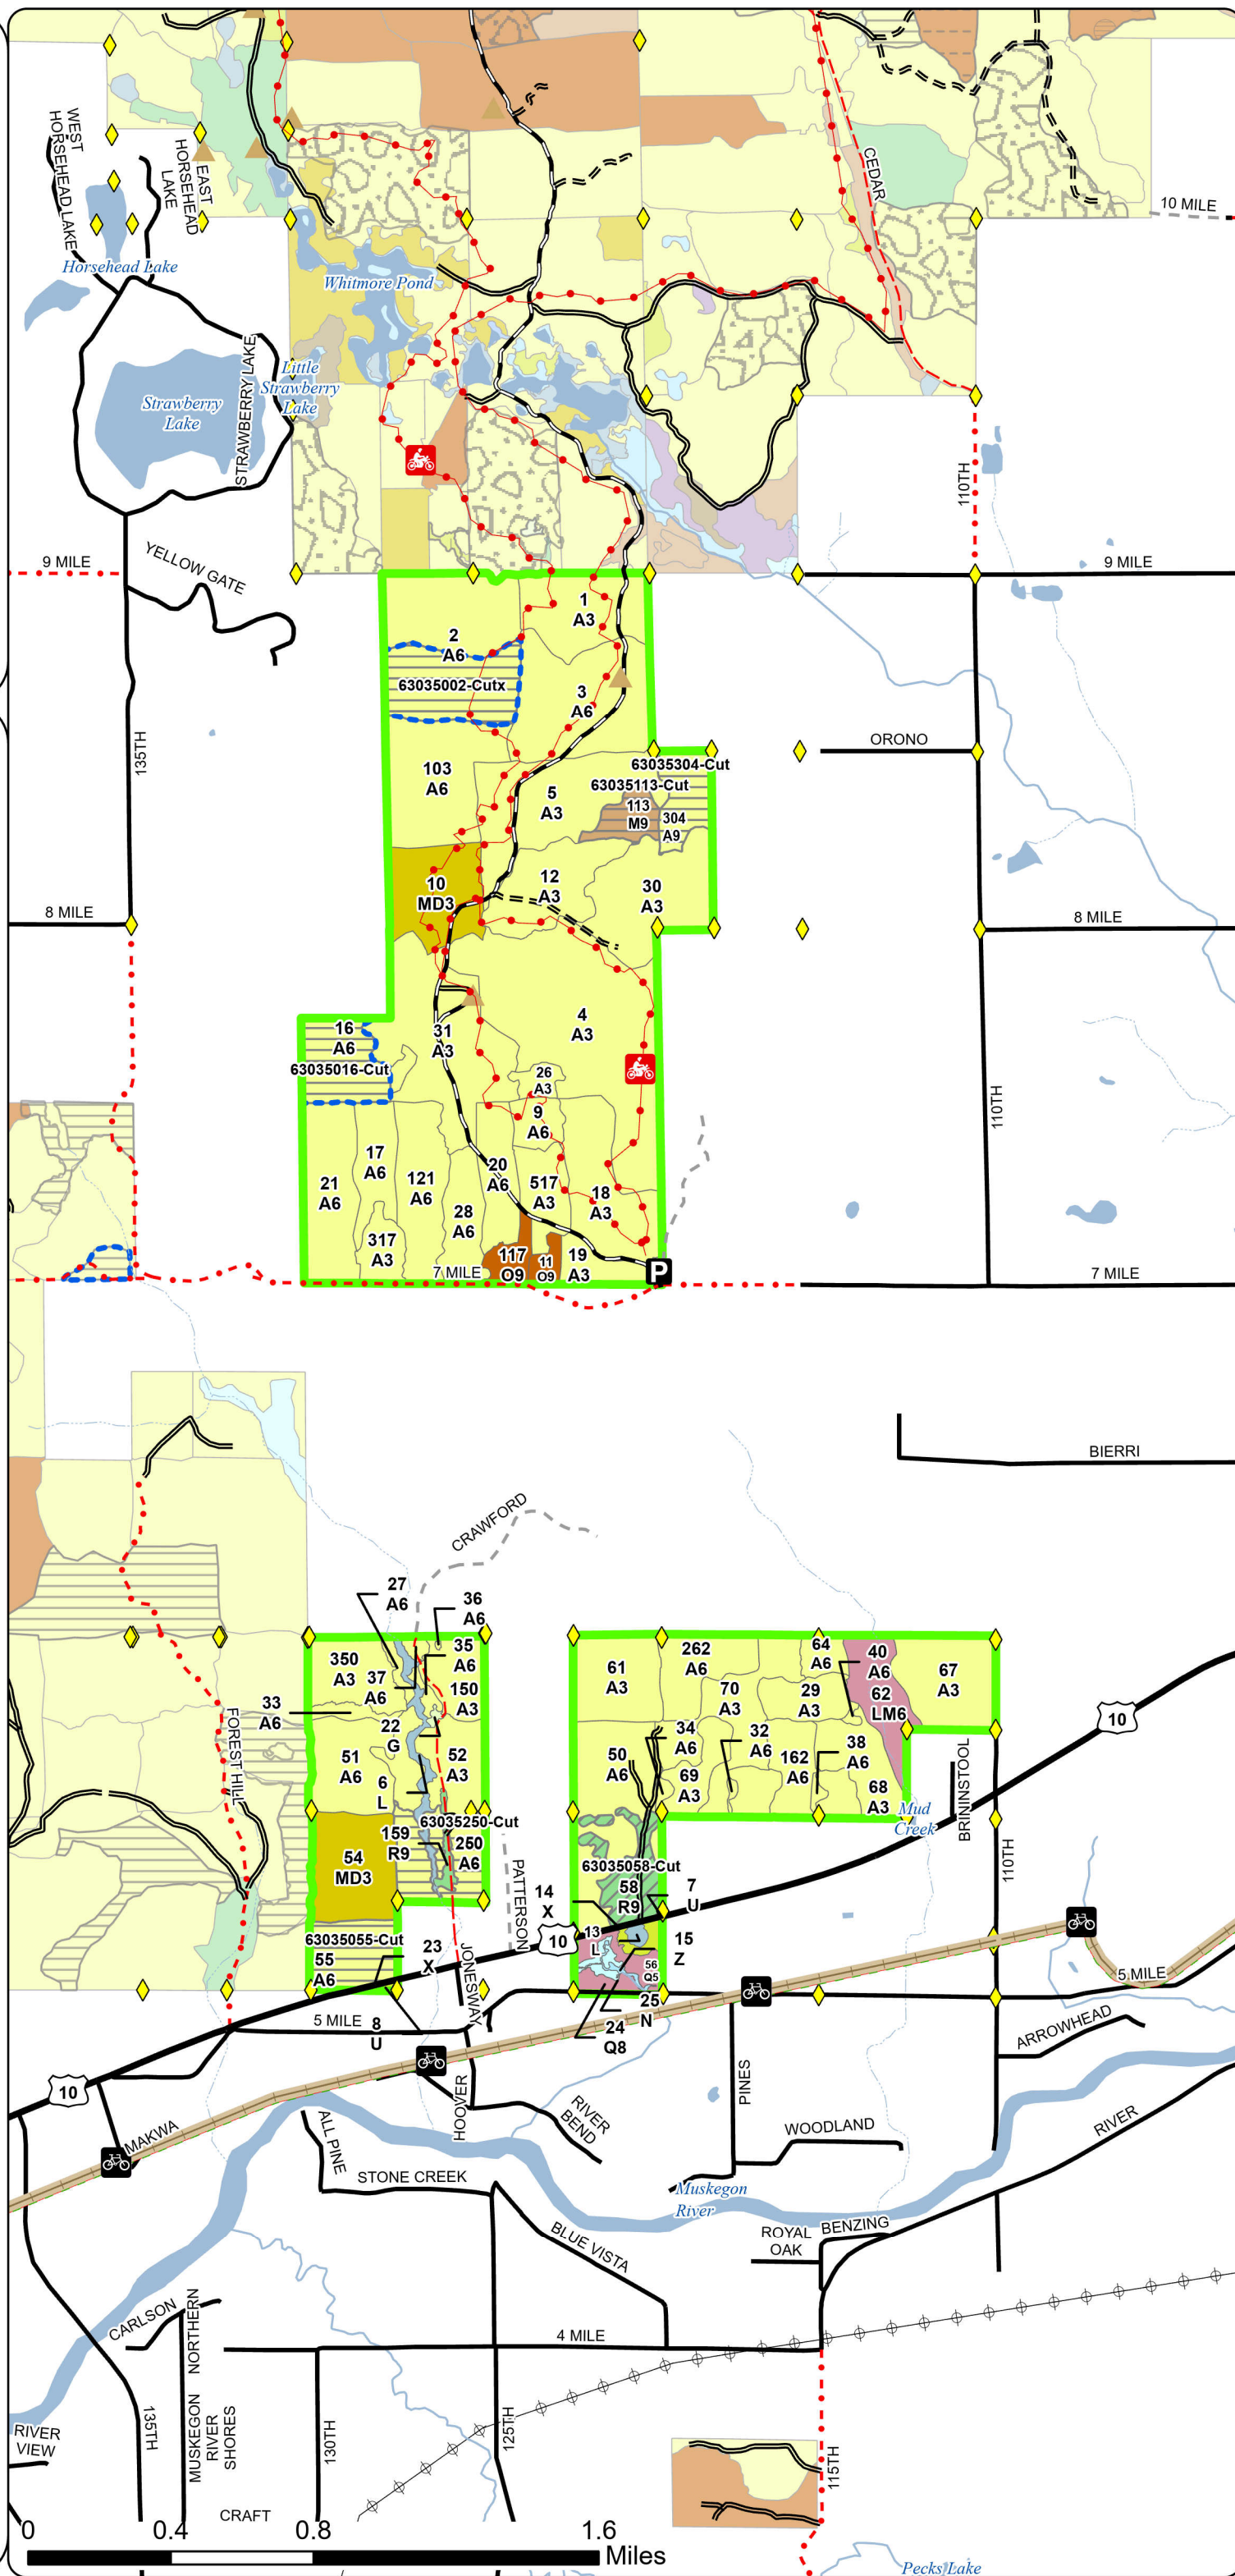 WEST
HORSEHEAD LAKE
EAST
HORSEHEAD
LAKE
CEDAR
10 MILE
Horsehead Lake
Whitmore Pond
STRAWBERRY LAKE
Little
Strawberry
Lake
Strawberry
Lake
110TH
9 MILE
YELLOW GATE
9 MILE
1
A3
2
A6
63035002-Cutx
3
A6
135TH
ORONO
63035304-Cut
103
A6
63035113-Cut
5
A3
113
M9
304
A9
10
MD3
12
A3
30
A3
8 MILE
8 MILE
16
A6
63035016-Cut
31
A3
4
A3
26
A3
9
A6
110TH
17
A6
21
A6
121
A6
20
A6
517
A3
18
A3
28
A6
317
A3
117
O9
11
O9
19
A3
P
7 MILE
7 MILE
BIERRI
CRAWFORD
27
A6
36
A6
350
A3
35
A6
37
A6
150
A3
33
A6
22
G
FOREST HILL
51
A6
52
A3
6
L
63035250-Cut
159
R9
250
A6
54
MD3
63035055-Cut
55
A6
23
X
61
A3
262
A6
64
A6
40
A6
67
A3
70
A3
29
A3
62
LM6
10
34
A6
32
A6
38
A6
50
A6
69
A3
162
A6
68
A3
Mud
Creek
BRININSTOOL
110TH
PATTERSON
63035058-Cut
58
R9
14
X
7
U
10
13
L
15
Z
56
Q5
JONESWAY
5 MILE
25
N
24
Q8
5 MILE
8
U
ARROWHEAD
10
MAKWA
HOOVER
RIVER
BEND
PINES
WOODLAND
RIVER
ALLPINE
STONE CREEK
Muskegon
River
BLUE VISTA
ROYAL
OAK
BENZING
CARLSON
NORTHERN
4 MILE
RIVER
VIEW
135TH
MUSKEGON
RIVER
SHORES
130TH
125TH
115TH
CRAFT
0
0.4
0.8
1.6
Miles
Pecks Lake